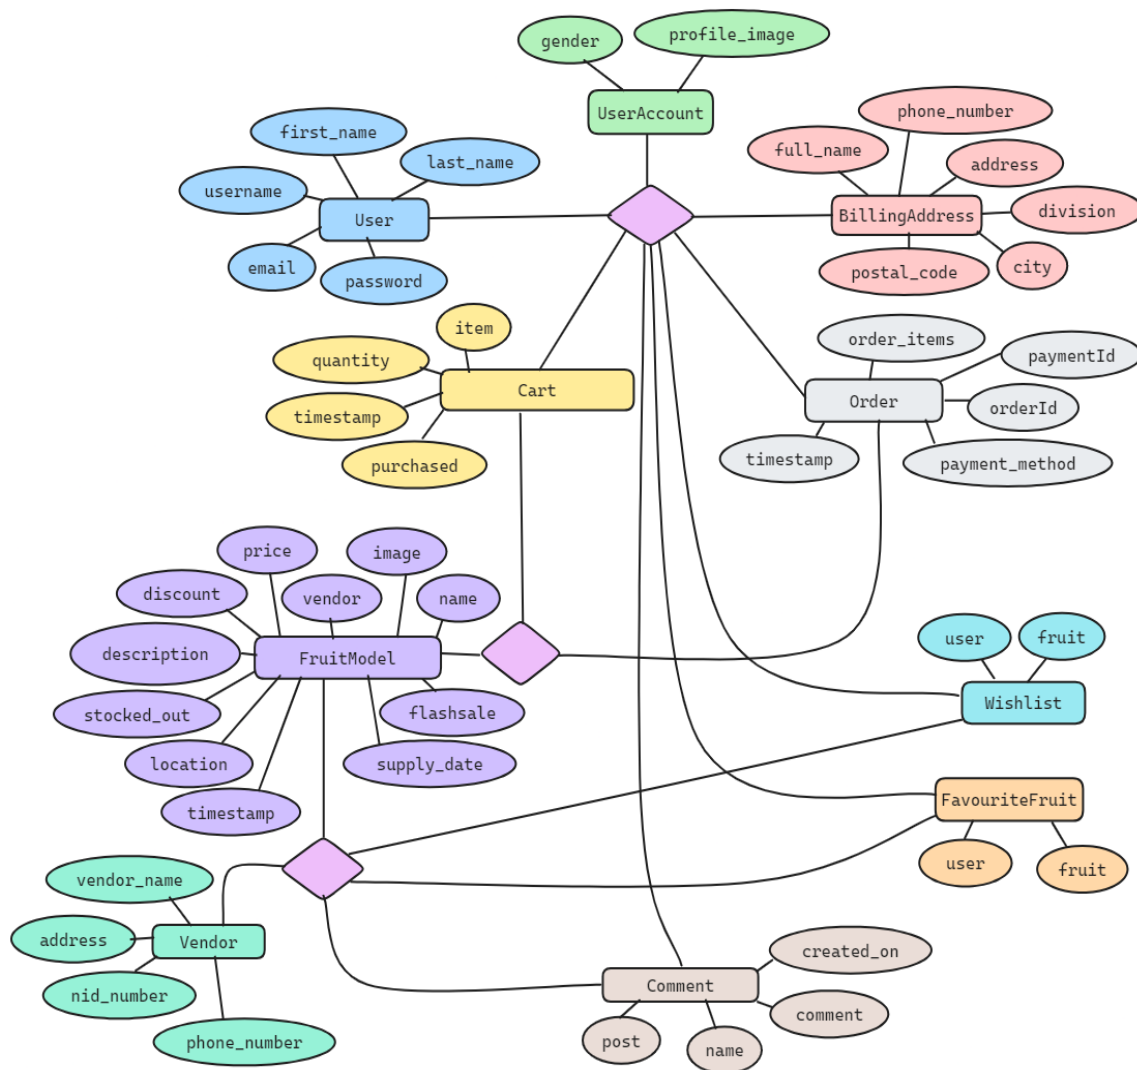 gender
profile_image
UserAccount
first_name
last_name
username
User
email
password
full_name
phone_number
address
BillingAddress
division
postal_code
city
item
quantity
Cart
timestamp
purchased
order_items
paymentId
Order
orderId
timestamp
payment_method
price
image
discount
vendor
name
description
FruitModel
stocked_out
flashsale
location
supply_date
timestamp
user
fruit
Wishlist
FavouriteFruit
user
fruit
vendor_name
address
Vendor
nid_number
phone_number
created_on
Comment
comment
post
name